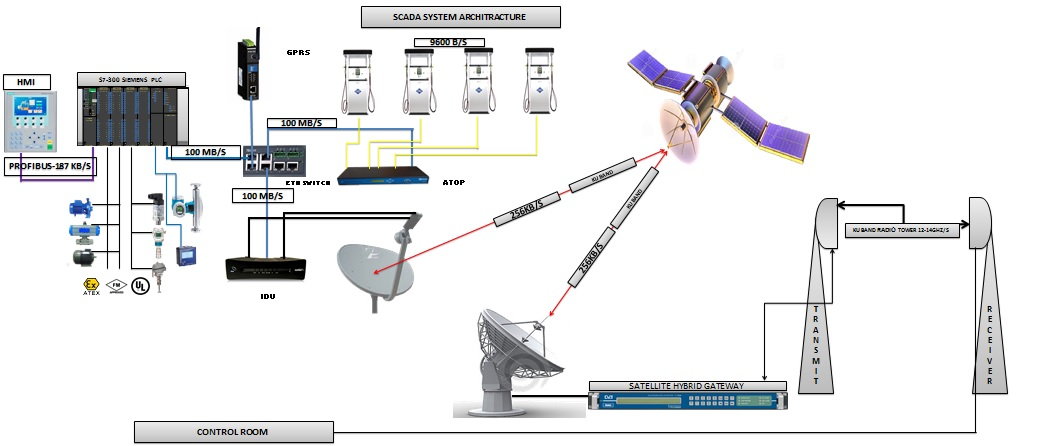 SCADA SYSTEM ARCHITRACTURE
GPRS
9600 B/S
HMI
S7-300 SIEMENS PLC
100 MB/S
100 MB/S
PROFIBUS-187 KB/S
ETH SWITCH
ATOP
100 MB/S
KU BAND
KU BAND
256KB/S
256KB/S
KU BAND RADIO TOWER 12-14GHZ/S
IDU
Ex
ATEX
FM
APPROVED
UL
TRANSMIT
RECEIVER
SATELLITE HYBRID GATEWAY
CONTROL ROOM